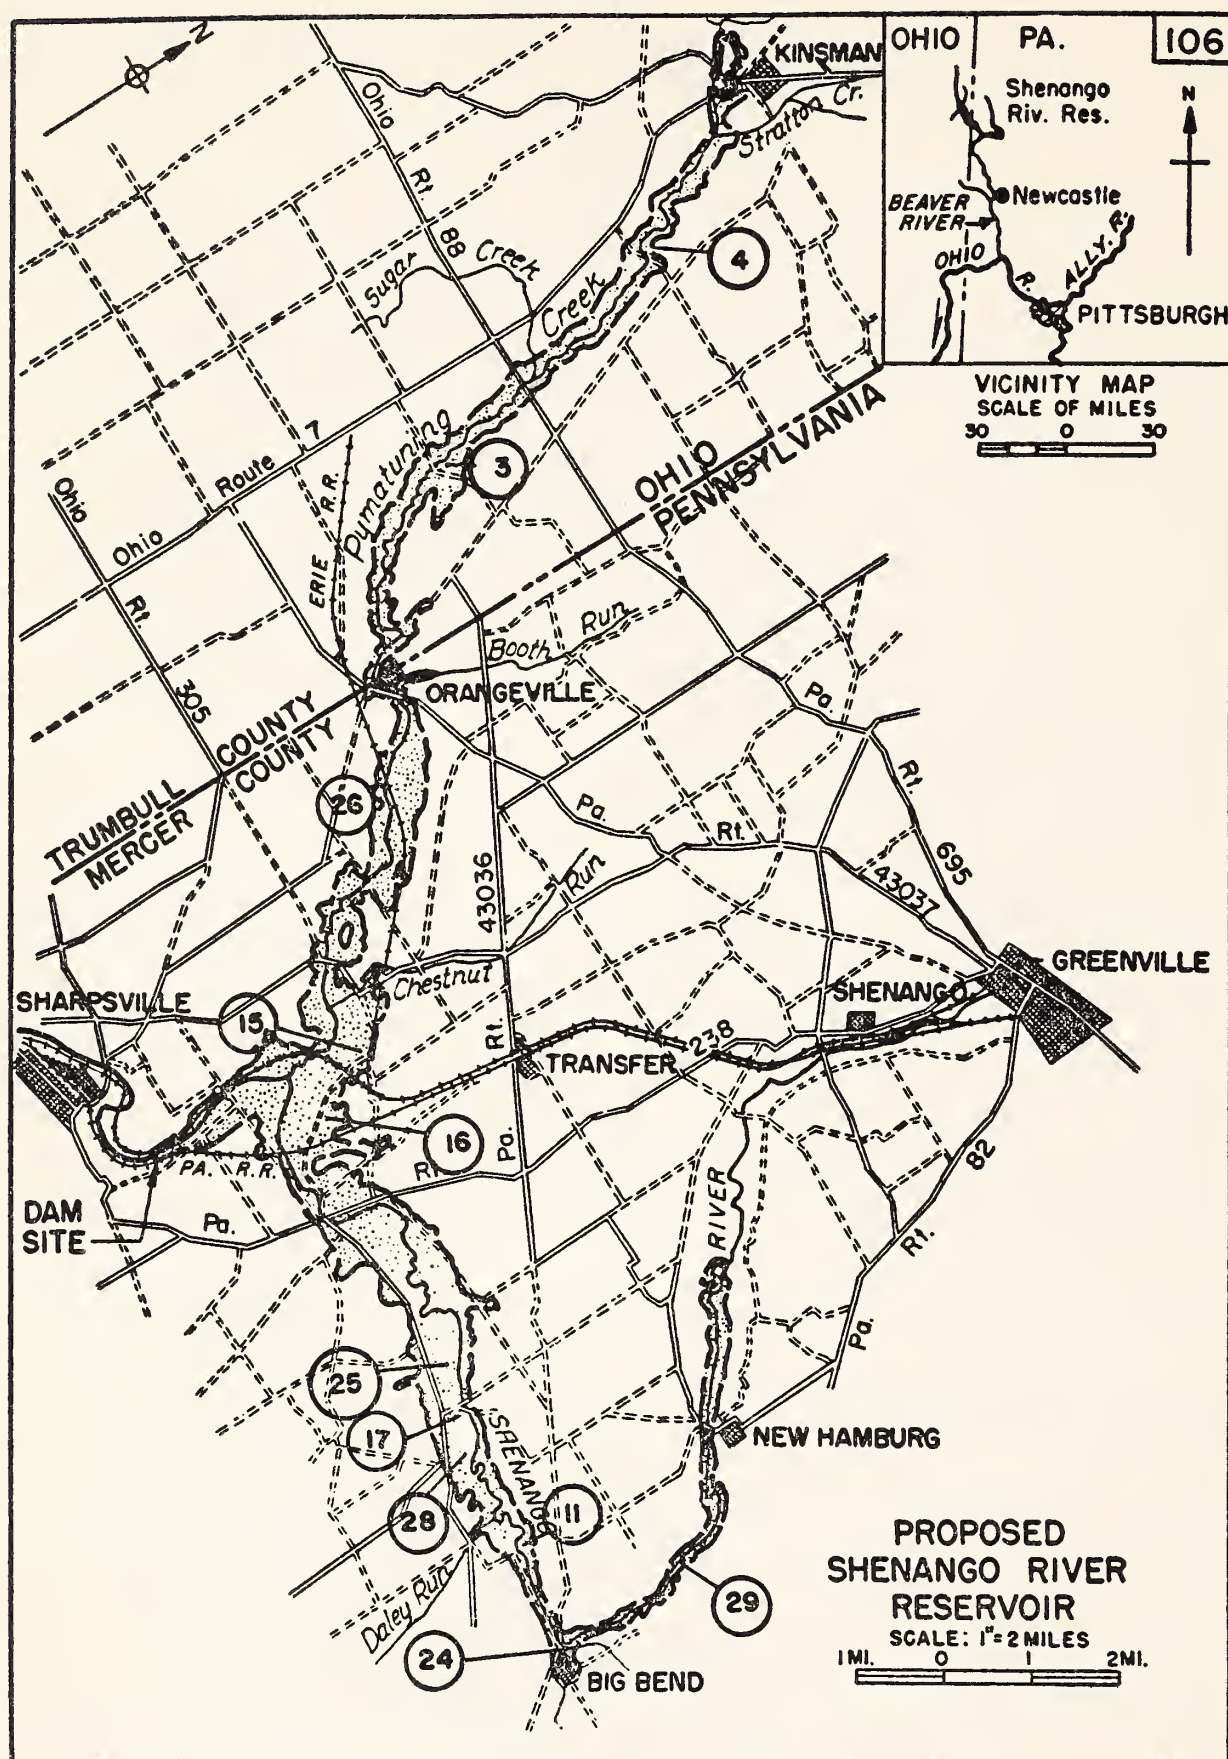 N
OHIO
PA.
106
Shenango
Riv. Res.
N
Newcastle
BEAVER
RIVER
OHIO
R.
ALLY. R.
PITTSBURGH
VICINITY MAP
SCALE OF MILES
30 0 30
KINSMAN
Stratton Cr.
Ohio
Rt.
88
Sugar Creek
4
Pymatuning Creek
3
Ohio Route 7
ERIE R.R.
OHIO
PENNSYLVANIA
Ohio
Rt.
305
Booth Run
ORANGEVILLE
TRUMBULL COUNTY
MERCER COUNTY
26
Pa.
Rt.
695
Pa.
Rt.
43037
43036
Rt.
Pa.
Chestnut Run
GREENVILLE
SHENANGO
SHARPSVILLE
15
TRANSFER
238
16
PA. R.R.
Rt.
Pa.
DAM
SITE
82
Rt.
Pa.
RIVER
25
17
SHENANGO
28
11
NEW HAMBURG
Daley Run
24
29
BIG BEND
PROPOSED
SHENANGO RIVER
RESERVOIR
SCALE: 1"=2 MILES
1 MI. 0 1 2 MI.